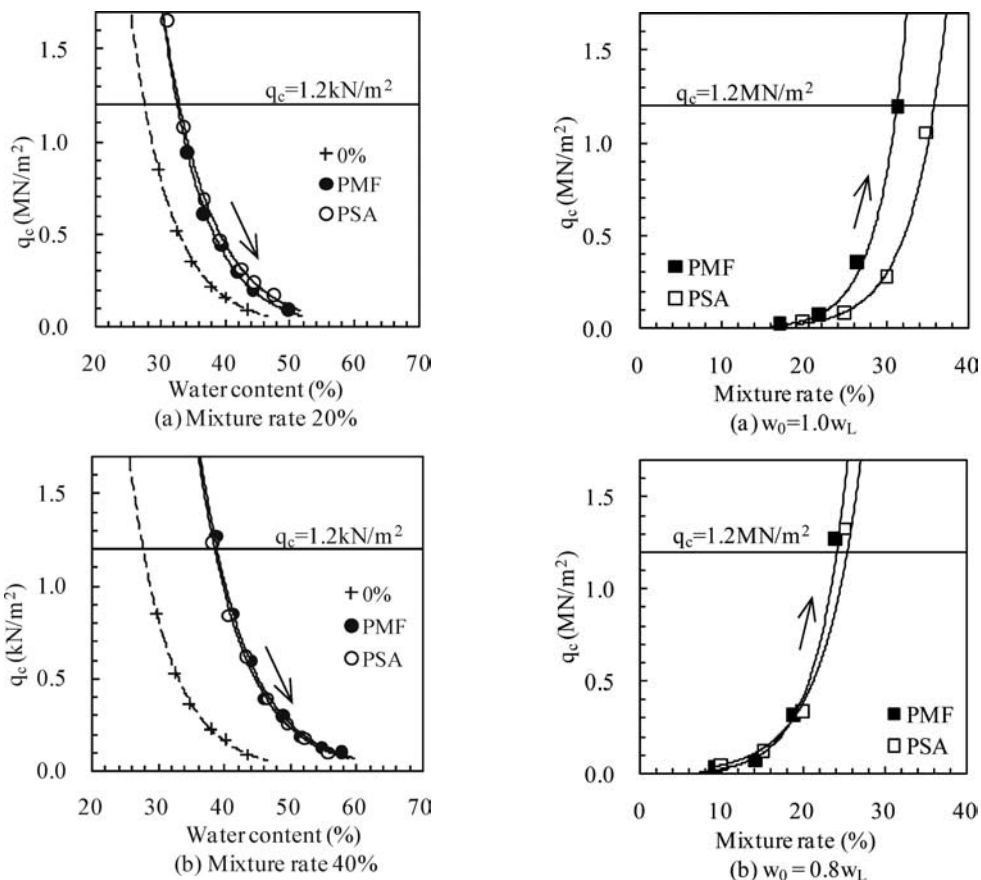 1.5
1.0
0.5
0.0
q_c (MN/m²)
q_c=1.2kN/m²
0%
PMF
PSA
20 30 40 50 60 70
Water content (%)
(a) Mixture rate 20%
1.5
1.0
0.5
0.0
q_c (MN/m²)
q_c=1.2MN/m²
PMF
PSA
0 10 20 30 40
Mixture rate (%)
(a) w₀=1.0w_L
1.5
1.0
0.5
0.0
q_c (kN/m²)
q_c=1.2kN/m²
0%
PMF
PSA
20 30 40 50 60 70
Water content (%)
(b) Mixture rate 40%
1.5
1.0
0.5
0.0
q_c (MN/m²)
q_c=1.2MN/m²
PMF
PSA
0 10 20 30 40
Mixture rate (%)
(b) w₀ = 0.8w_L